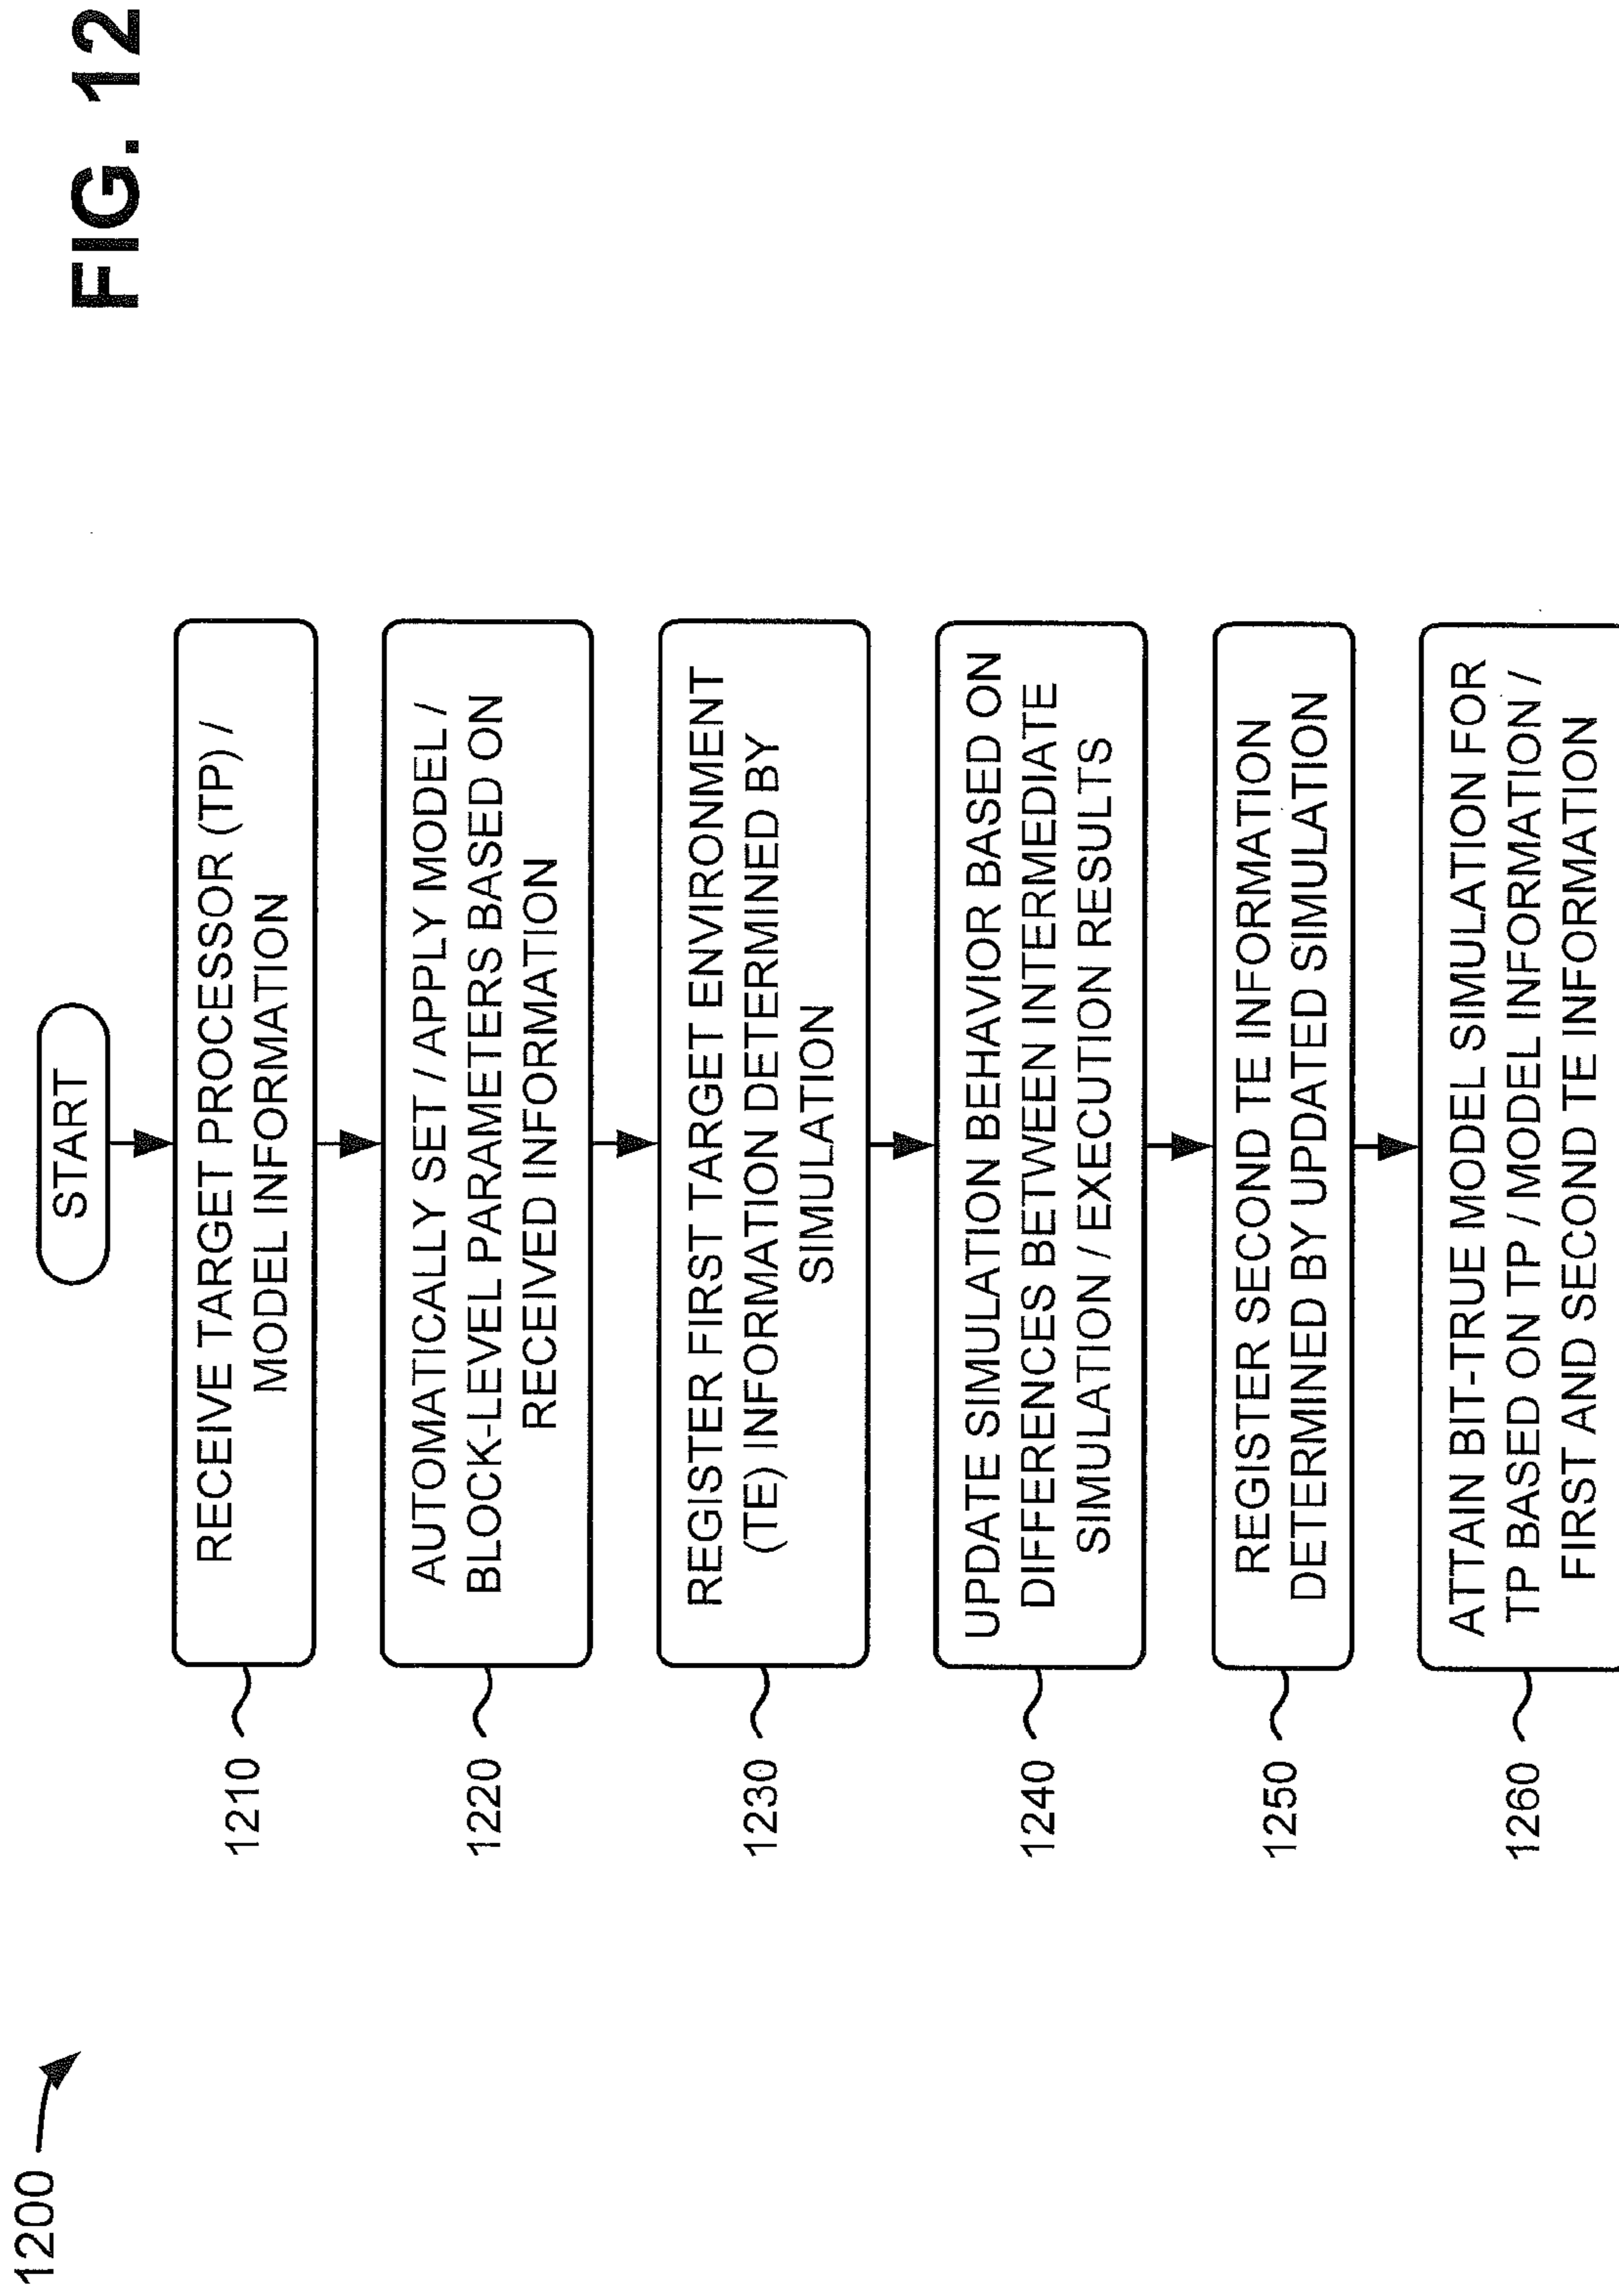 1200
START
1210
RECEIVE TARGET PROCESSOR (TP) /
MODEL INFORMATION
1220
AUTOMATICALLY SET / APPLY MODEL /
BLOCK-LEVEL PARAMETERS BASED ON
RECEIVED INFORMATION
1230
REGISTER FIRST TARGET ENVIRONMENT
(TE) INFORMATION DETERMINED BY
SIMULATION
1240
UPDATE SIMULATION BEHAVIOR BASED ON
DIFFERENCES BETWEEN INTERMEDIATE
SIMULATION / EXECUTION RESULTS
1250
REGISTER SECOND TE INFORMATION
DETERMINED BY UPDATED SIMULATION
1260
ATTAIN BIT-TRUE MODEL SIMULATION FOR
TP BASED ON TP / MODEL INFORMATION /
FIRST AND SECOND TE INFORMATION
FIG. 12